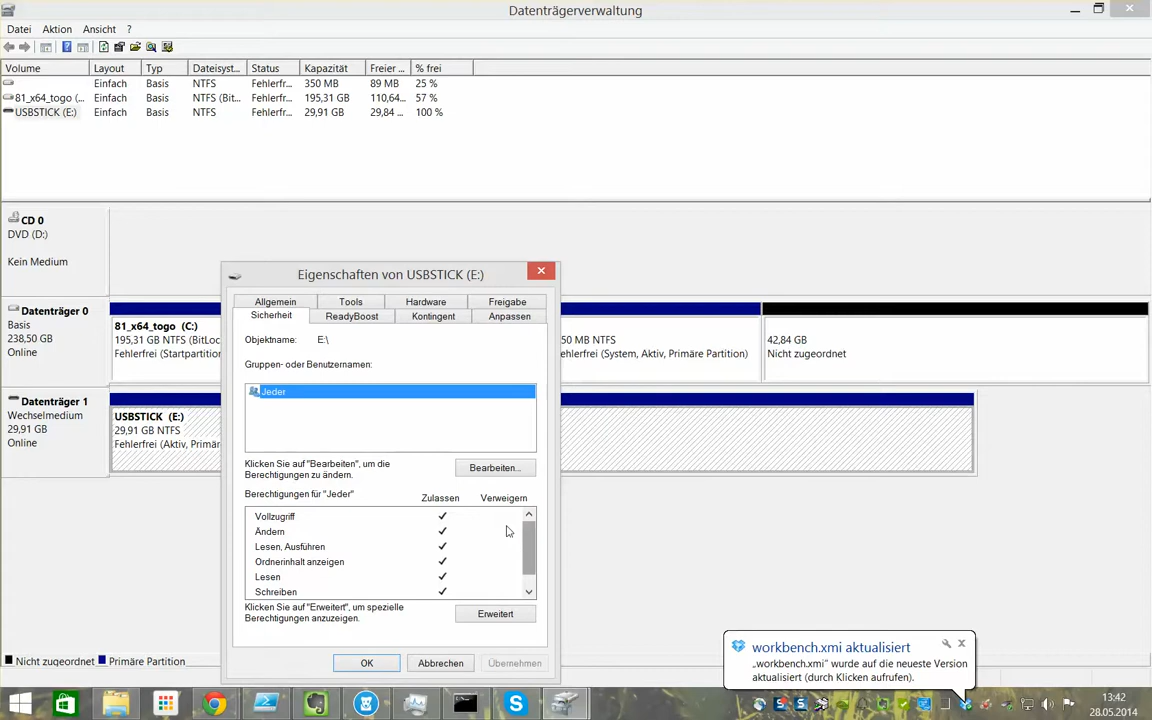 Datenträgerverwaltung
Datei Aktion Ansicht ?
Volume Layout Typ Dateisyst... Status Kapazität Freier ... % frei
Einfach Basis NTFS Fehlerfr... 350 MB 89 MB 25 %
81_x64_togo (... Einfach Basis NTFS (Bit... Fehlerfr... 195,31 GB 110,64... 57 %
USBSTICK (E:) Einfach Basis NTFS Fehlerfr... 29,91 GB 29,84 ... 100 %
CD 0
DVD (D:)
Kein Medium
Datenträger 0
Basis
238,50 GB
Online
81_x64_togo (C:)
195,31 GB NTFS (BitLoc
Fehlerfrei (Startpartition
50 MB NTFS
ehlerfrei (System, Aktiv, Primäre Partition)
42,84 GB
Nicht zugeordnet
Datenträger 1
Wechselmedium
29,91 GB
Online
USBSTICK (E:)
29,91 GB NTFS
Fehlerfrei (Aktiv, Primär
Eigenschaften von USBSTICK (E:)
Allgemein Tools Hardware Freigabe
Sicherheit ReadyBoost Kontingent Anpassen
Objektname: E:\
Gruppen- oder Benutzernamen:
Jeder
Klicken Sie auf "Bearbeiten", um die
Berechtigungen zu ändern.
Bearbeiten...
Berechtigungen für "Jeder" Zulassen Verweigern
Vollzugriff
Ändern
Lesen, Ausführen
Ordnerinhalt anzeigen
Lesen
Schreiben
Klicken Sie auf "Erweitert", um spezielle
Berechtigungen anzuzeigen.
Erweitert
OK Abbrechen Übernehmen
Nicht zugeordnet Primäre Partition
workbench.xmi aktualisiert
„workbench.xmi" wurde auf die neueste Version
aktualisiert (durch Klicken aufrufen).
13:42
28.05.2014